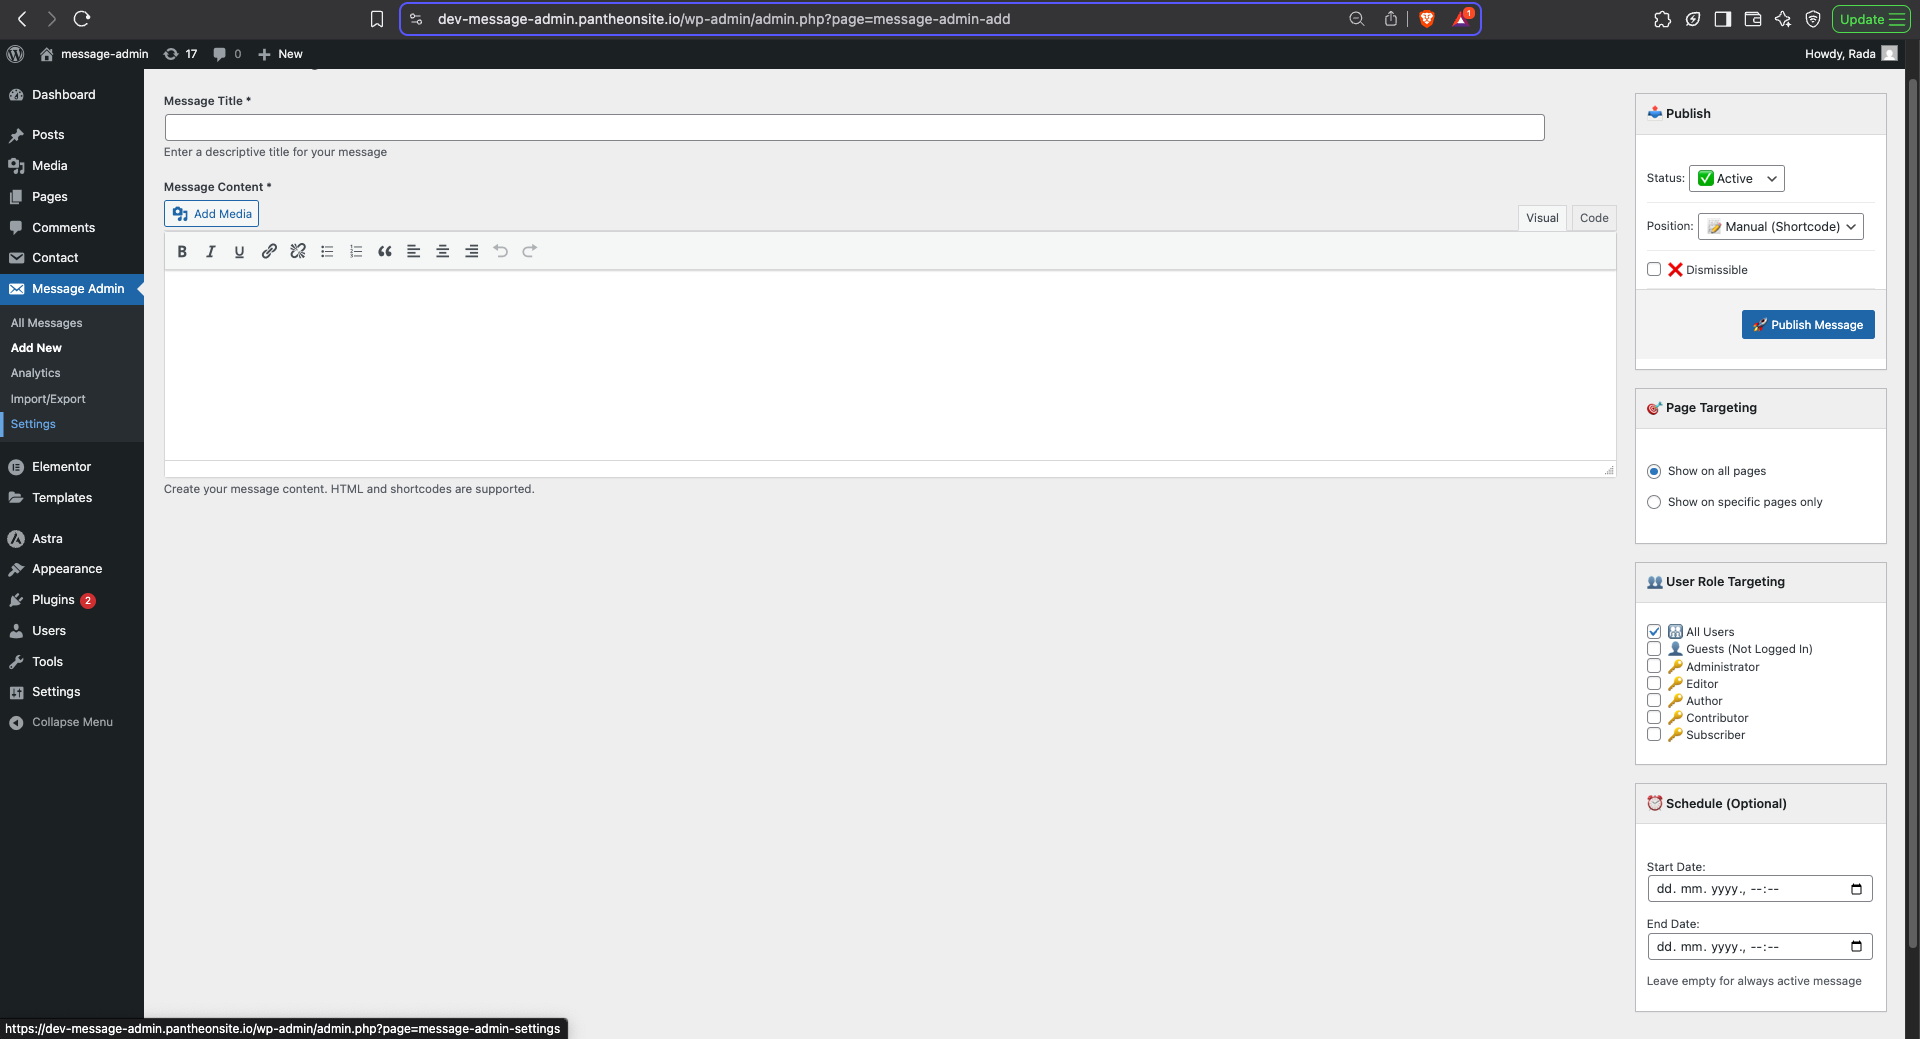 dev-message-admin.pantheonsite.io/wp-admin/admin.php?page=message-admin-add
1
Update
message-admin
17
0
New
Howdy, Rada
Dashboard
Posts
Media
Pages
Comments
Contact
Message Admin
All Messages
Add New
Analytics
Import/Export
Settings
Elementor
Templates
Astra
Appearance
Plugins 2
Users
Tools
Settings
Collapse Menu
Message Title *
Enter a descriptive title for your message
Message Content *
Add Media
Visual
Code
Create your message content. HTML and shortcodes are supported.
Publish
Status: Active
Position: Manual (Shortcode)
Dismissible
Publish Message
Page Targeting
Show on all pages
Show on specific pages only
User Role Targeting
All Users
Guests (Not Logged In)
Administrator
Editor
Author
Contributor
Subscriber
Schedule (Optional)
Start Date:
dd. mm. yyyy., --:--
End Date:
dd. mm. yyyy., --:--
Leave empty for always active message
https://dev-message-admin.pantheonsite.io/wp-admin/admin.php?page=message-admin-settings